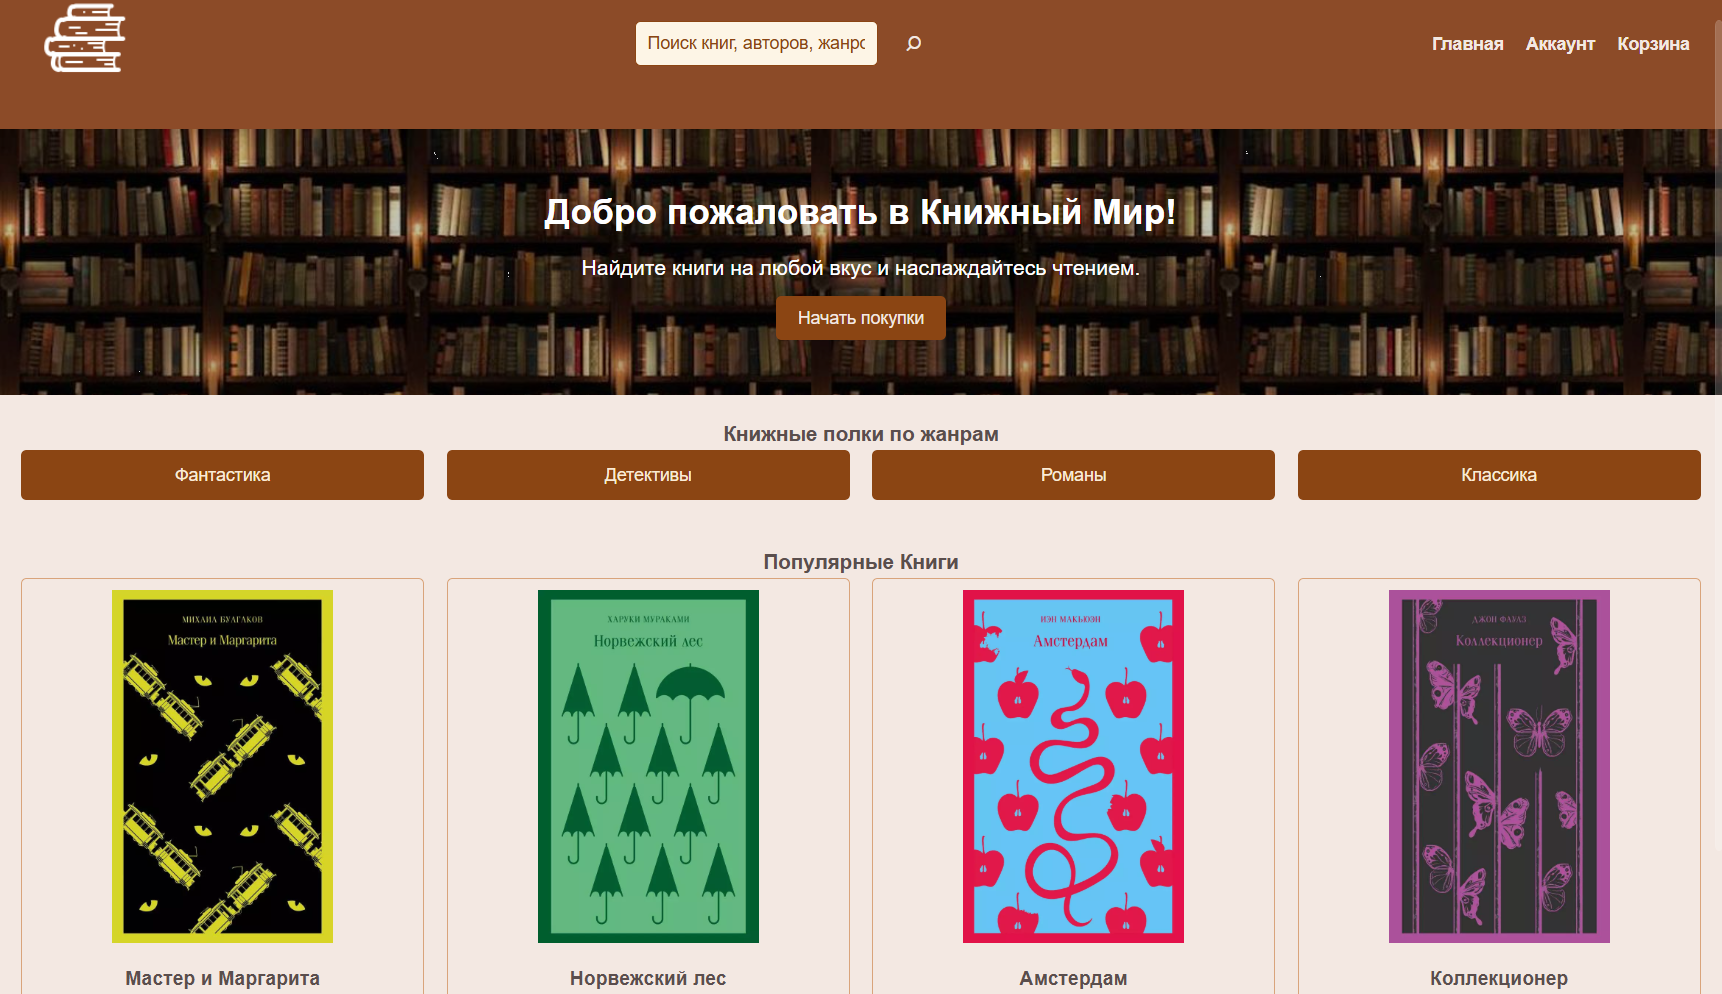 Поиск книг, авторов, жанро
Главная Аккаунт Корзина
Добро пожаловать в Книжный Мир!
Найдите книги на любой вкус и наслаждайтесь чтением.
Начать покупки
Книжные полки по жанрам
Фантастика Детективы Романы Классика
Популярные Книги
МИХАИЛ БУЛГАКОВ
Мастер и Маргарита
ХАРУКИ МУРАКАМИ
Норвежский лес
ИЭН МАКЬЮЭН
Амстердам
ДЖОН ФАУЛЗ
Коллекционер
Мастер и Маргарита Норвежский лес Амстердам Коллекционер